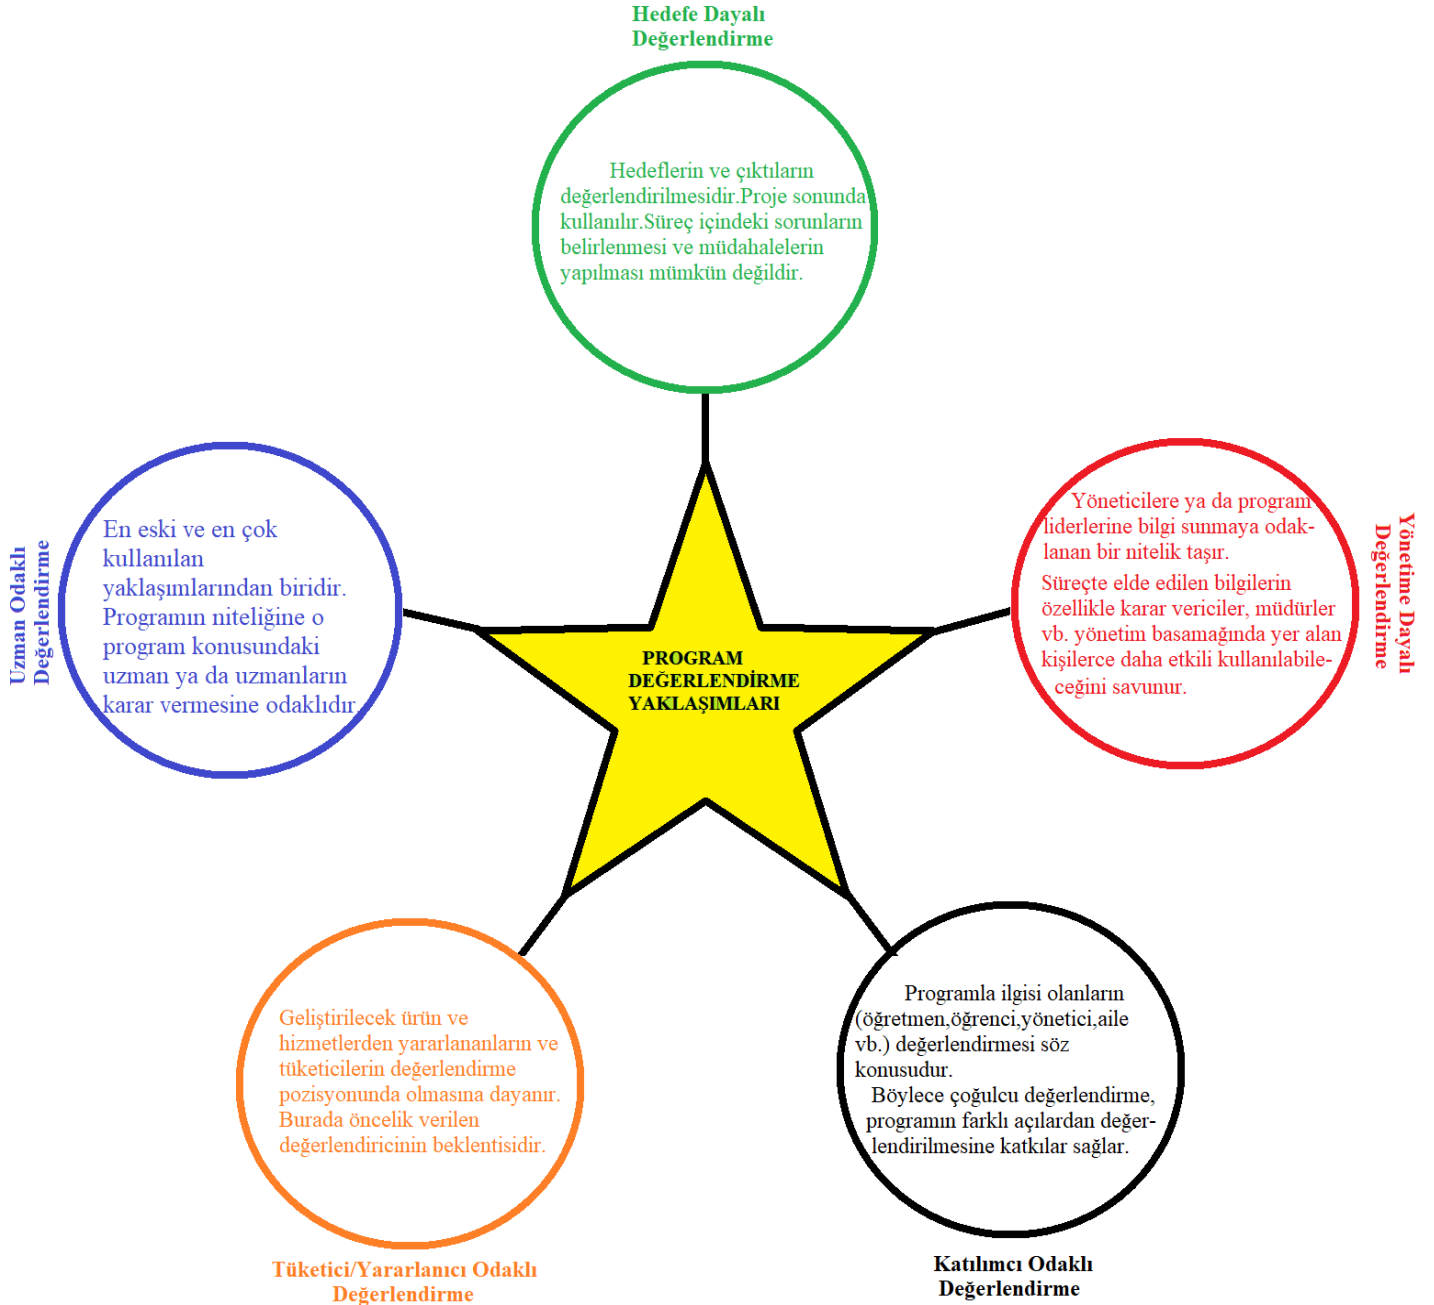 Hedefe Dayalı
Değerlendirme
Hedeflerin ve çıktıların
değerlendirilmesidir.Proje sonunda
kullanılır.Süreç içindeki sorunların
belirlenmesi ve müdahalelerin
yapılması mümkün değildir.
Uzman Odaklı
Değerlendirme
En eski ve en çok
kullanılan
yaklaşımlarından biridir.
Programın niteliğine o
program konusundaki
uzman ya da uzmanların
karar vermesine odaklıdır.
PROGRAM
DEĞERLENDİRME
YAKLAŞIMLARI
Yöneticilere ya da program
liderlerine bilgi sunmaya odak-
lanan bir nitelik taşır.
Süreçte elde edilen bilgilerin
özellikle karar vericiler, müdürler
vb. yönetim basamağında yer alan
kişilerce daha etkili kullanılabile-
ceğini savunur.
Yönetime Dayalı
Değerlendirme
Geliştirilecek ürün ve
hizmetlerden yararlananların ve
tüketicilerin değerlendirme
pozisyonunda olmasına dayanır.
Burada öncelik verilen
değerlendiricinin beklentisidir.
Tüketici/Yararlanıcı Odaklı
Değerlendirme
Programla ilgisi olanların
(öğretmen,öğrenci,yönetici,aile
vb.) değerlendirmesi söz
konusudur.
Böylece çoğulcu değerlendirme,
programın farklı açılardan değer-
lendirilmesine katkılar sağlar.
Katılımcı Odaklı
Değerlendirme